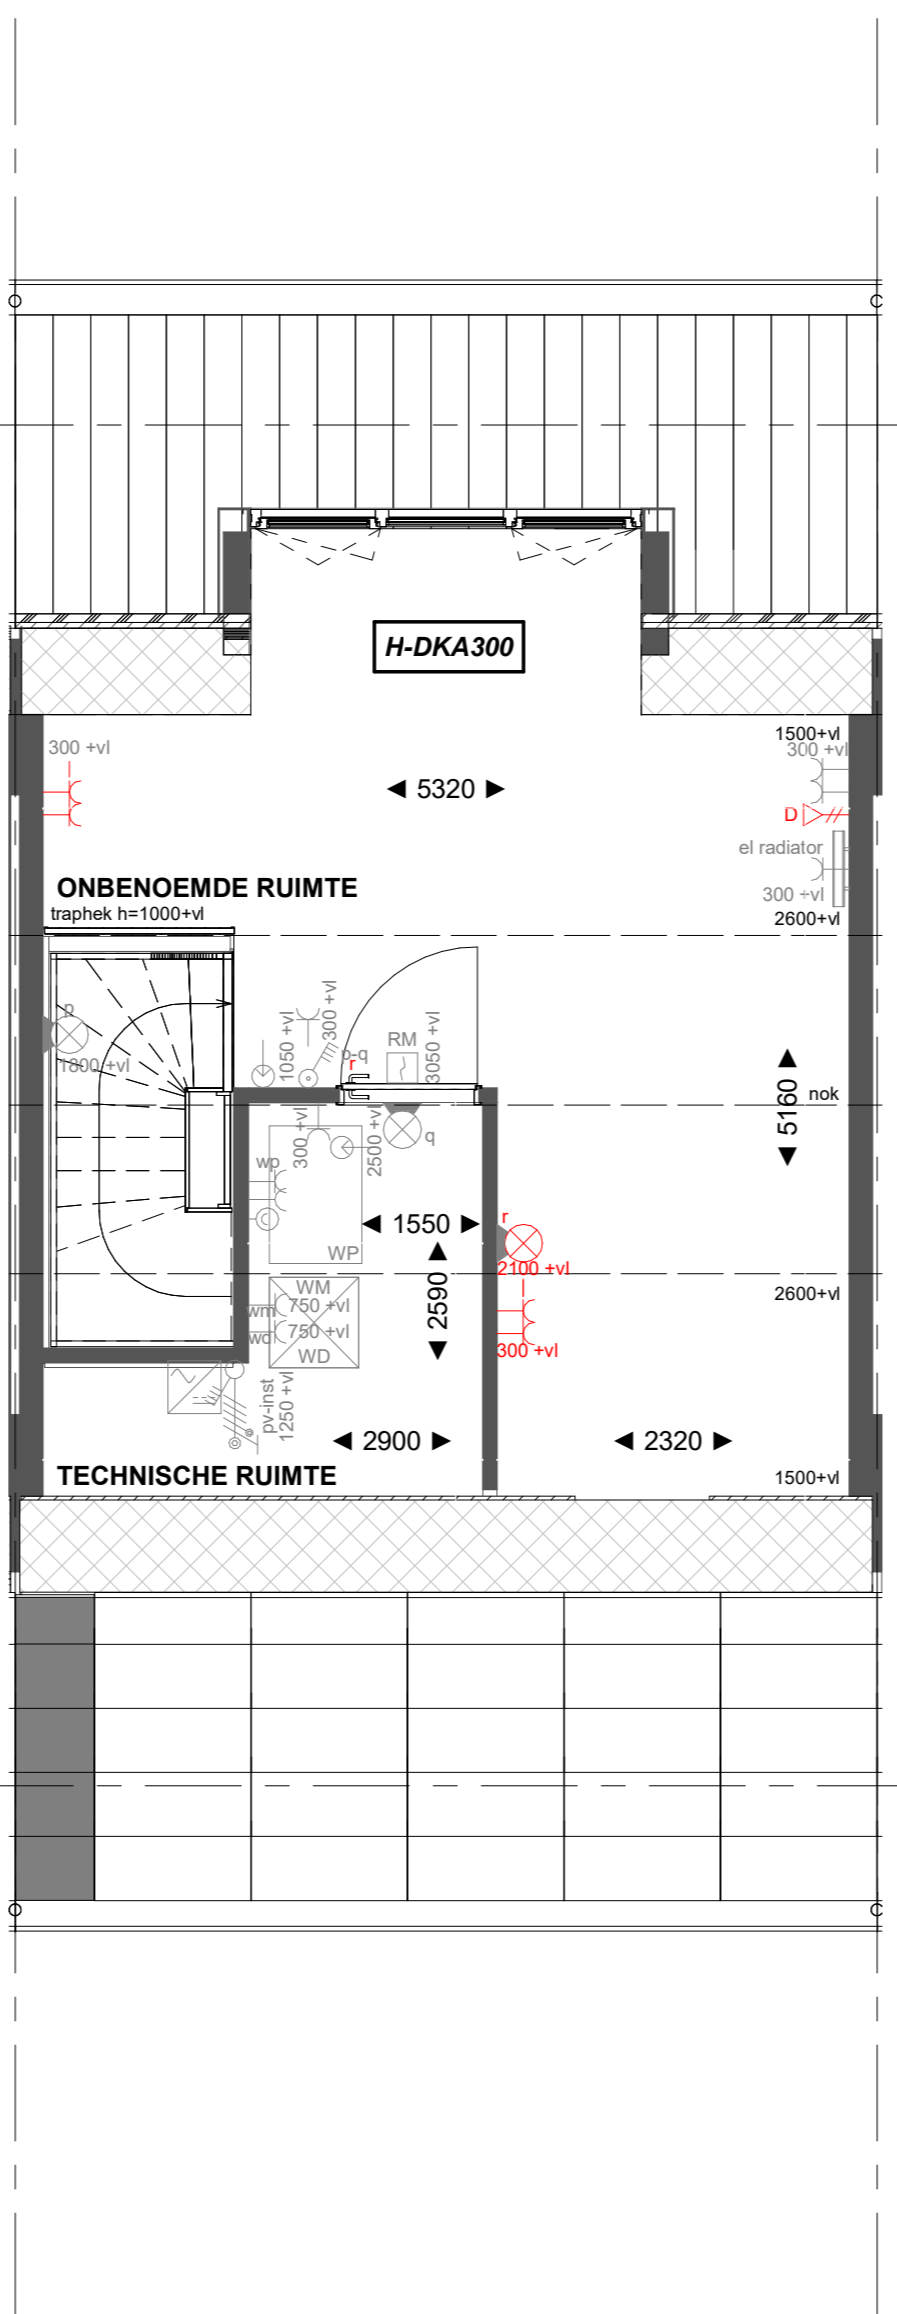 H-DKA300
1500+vl
300 +vl
300 +vl
5320
D
el radiator
300 +vl
ONBENOEMDE RUIMTE
traphek h=1000+vl
2600+vl
p
1800 +vl
1050 +vl
300 +vl
p-q
r
RM
3050 +vl
nok
5160
300 +vl
2500 +vl
q
wp
WP
1550
r
2100 +vl
2590
WM
wm
750 +vl
wd
750 +vl
WD
2600+vl
300 +vl
pv-inst
1250 +vl
2900
2320
TECHNISCHE RUIMTE
1500+vl